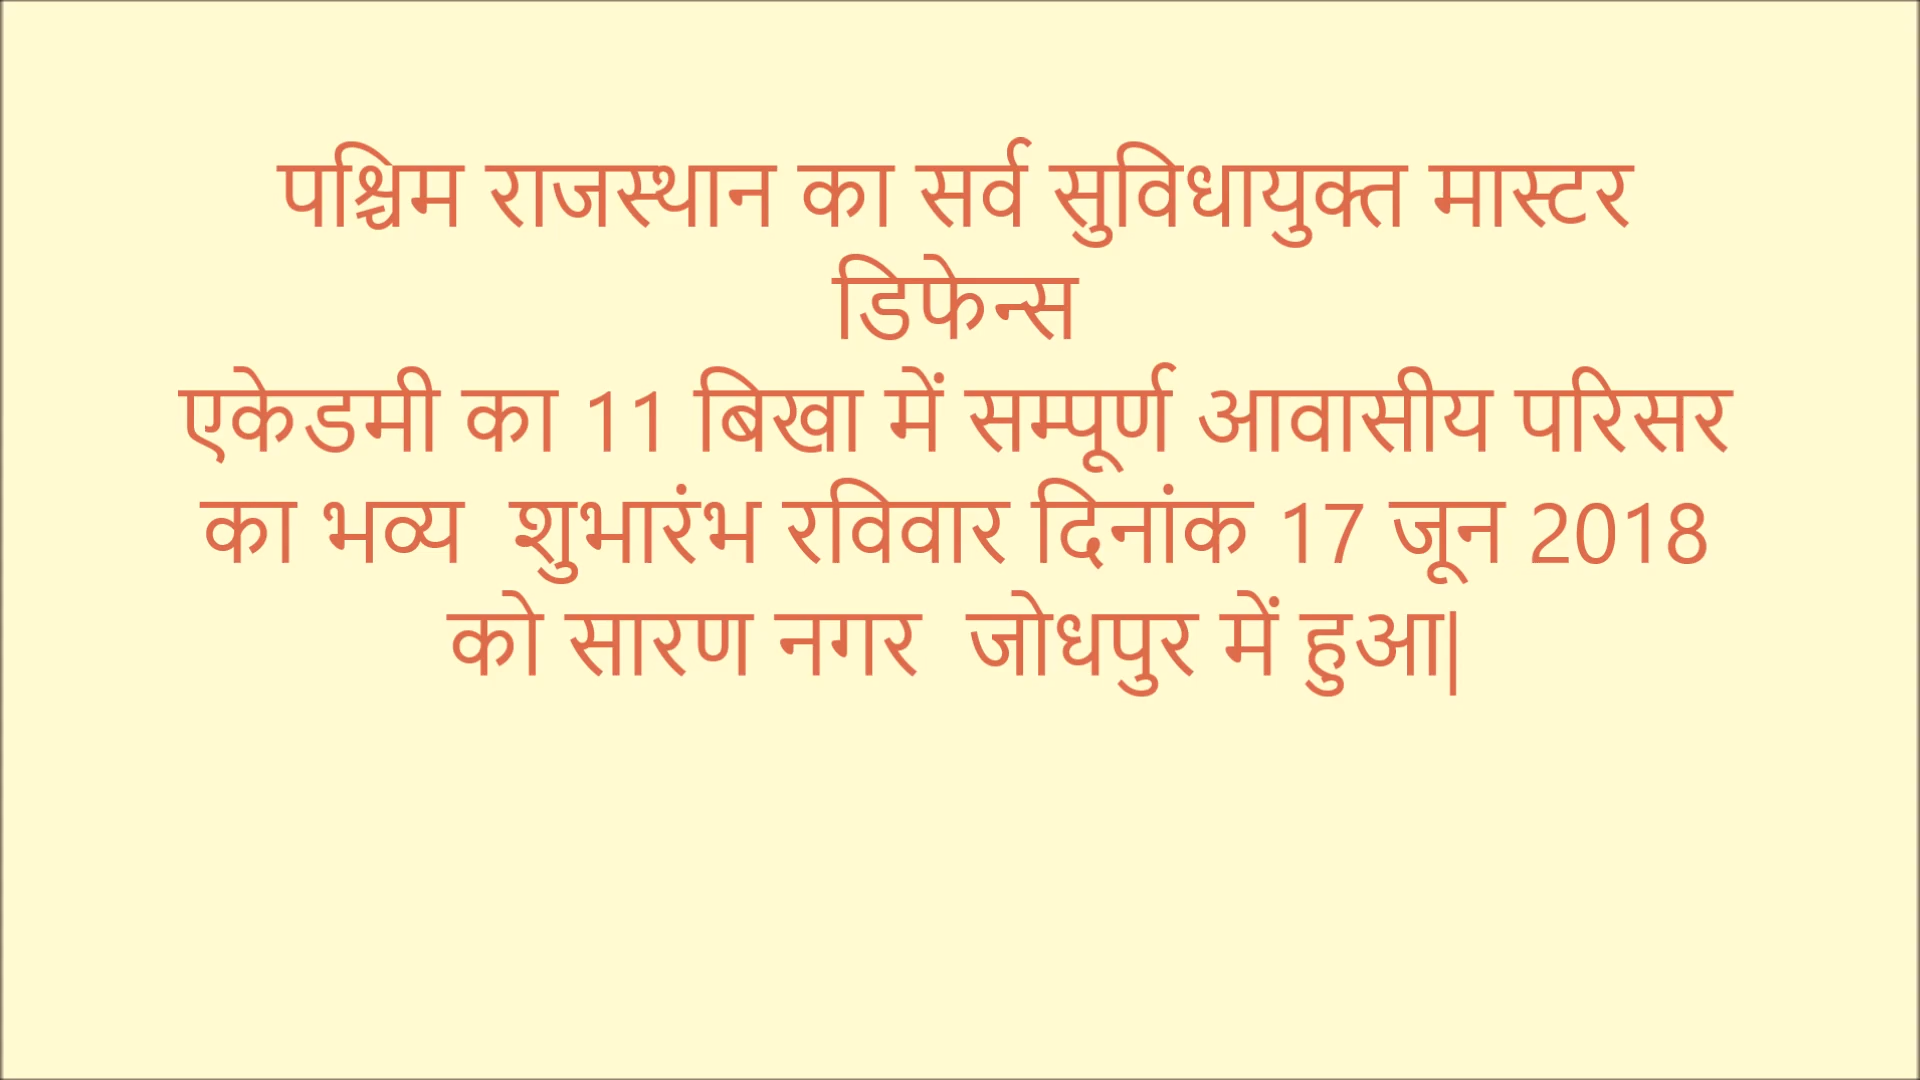 पश्चिम राजस्थान का सर्व सुविधायुक्त मास्टर
डिफेन्स
एकेडमी का 11 बिखा में सम्पूर्ण आवासीय परिसर
का भव्य  शुभारंभ रविवार दिनांक 17 जून 2018
को सारण नगर  जोधपुर में हुआ|